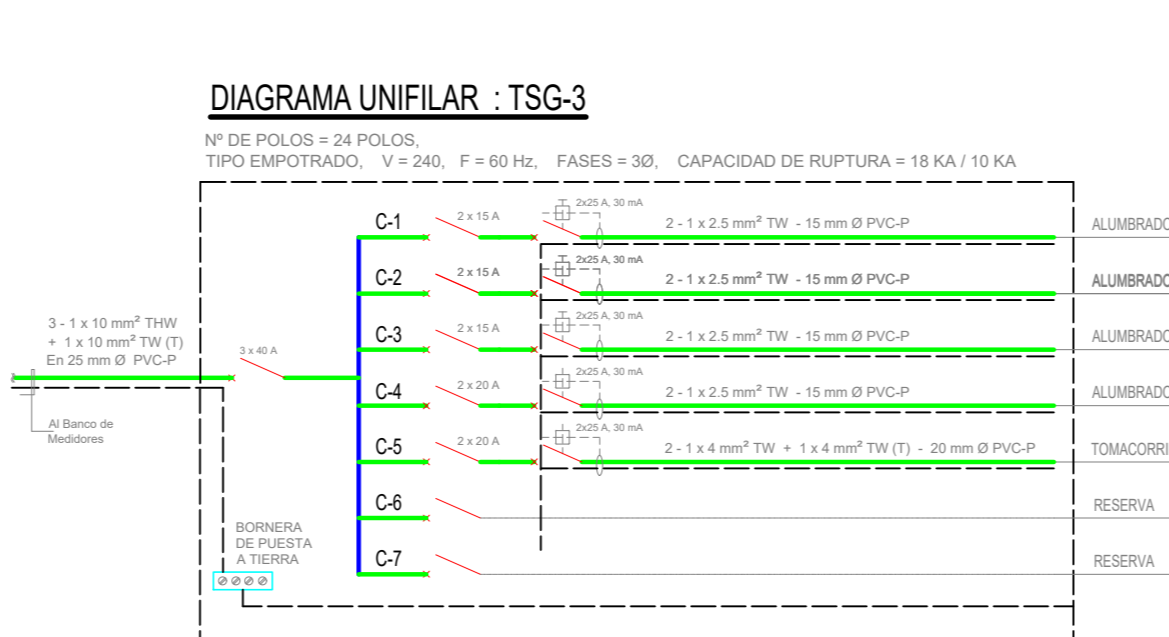 DIAGRAMA UNIFILAR : TSG-3
Nº DE POLOS = 24 POLOS,
TIPO EMPOTRADO, V = 240, F = 60 Hz, FASES = 3Ø, CAPACIDAD DE RUPTURA = 18 KA / 10 KA
C-1 2 x 15 A 2x25 A, 30 mA 2 - 1 x 2.5 mm² TW - 15 mm Ø PVC-P ALUMBRADO
C-2 2 x 15 A 2x25 A, 30 mA 2 - 1 x 2.5 mm² TW - 15 mm Ø PVC-P ALUMBRADO
C-3 2 x 15 A 2x25 A, 30 mA 2 - 1 x 2.5 mm² TW - 15 mm Ø PVC-P ALUMBRADO
3 - 1 x 10 mm² THW
+ 1 x 10 mm² TW (T)
En 25 mm Ø PVC-P
3 x 40 A
C-4 2 x 20 A 2x25 A, 30 mA 2 - 1 x 2.5 mm² TW - 15 mm Ø PVC-P ALUMBRADO
Al Banco de
Medidores
C-5 2 x 20 A 2x25 A, 30 mA 2 - 1 x 4 mm² TW + 1 x 4 mm² TW (T) - 20 mm Ø PVC-P TOMACORRI
C-6 RESERVA
BORNERA
DE PUESTA
A TIERRA
C-7 RESERVA